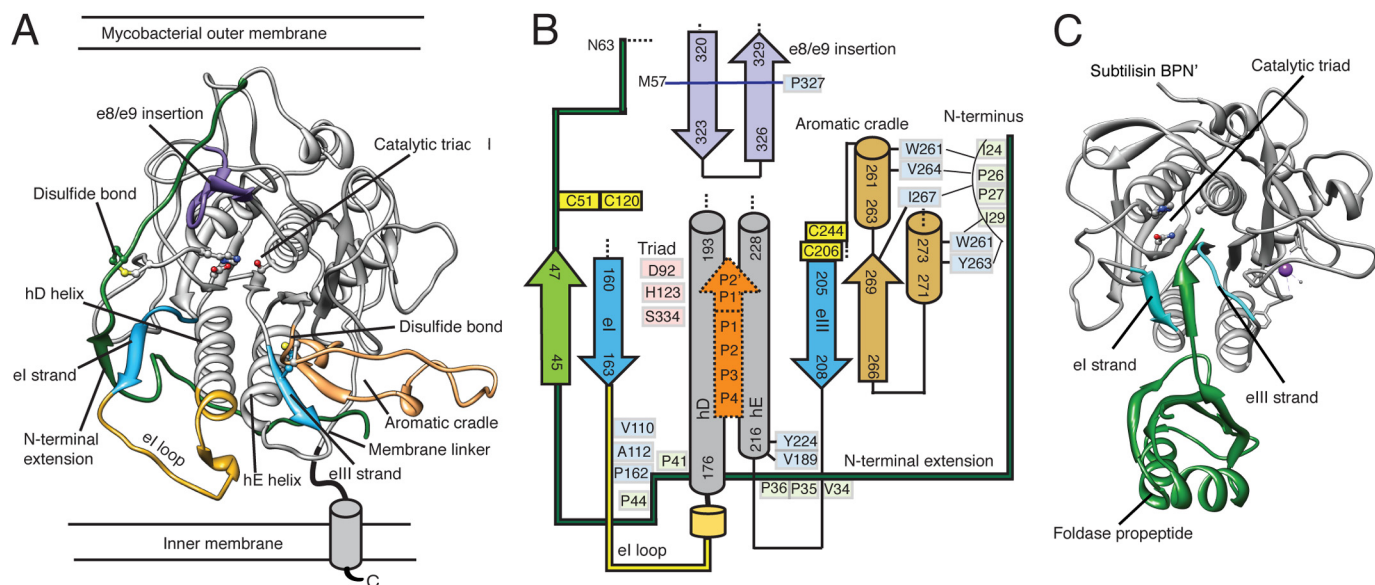 A
Mycobacterial outer membrane
e8/e9 insertion
Catalytic triac I
Disulfide bond
hD helix
Disulfide bond
eI strand
Aromatic cradle
N-terminal
extension
eI loop
Membrane linker
hE helix
eIII strand
Inner membrane
C
B
N63
320
329
e8/e9 insertion
M57
P327
323
326
Aromatic cradle
N-terminus
W261
V264
I267
I24
P26
P27
I29
W261
Y263
261
263
273
271
C51
C120
C244
C206
Triad
D92
H123
S334
47
45
160
eI
163
193
hD
176
228
hE
216
P2'
P1'
P1
P2
P3
P4
205
eIII
208
269
266
V110
A112
P162
P41
P44
Y224
V189
N-terminal extension
P36
P35
V34
eI loop
C
Subtilisin BPN’
Catalytic triad
eI strand
eIII strand
Foldase propeptide